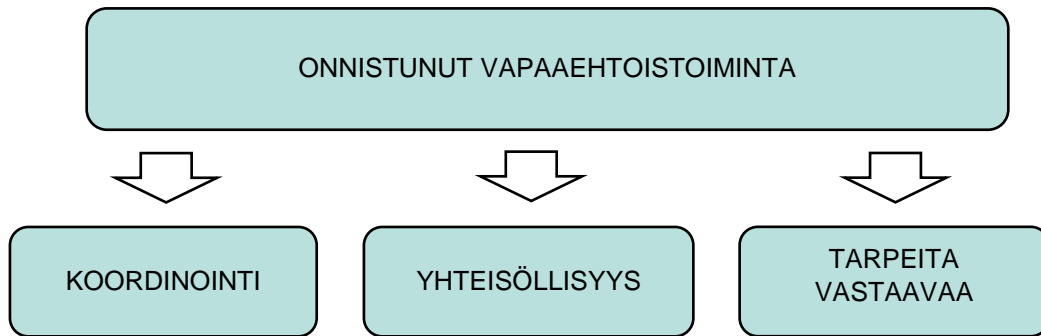 ONNISTUNUT VAPAAEHTOISTOIMINTA
KOORDINOINTI
YHTEISÖLLISYYS
TARPEITA
VASTAAVAA